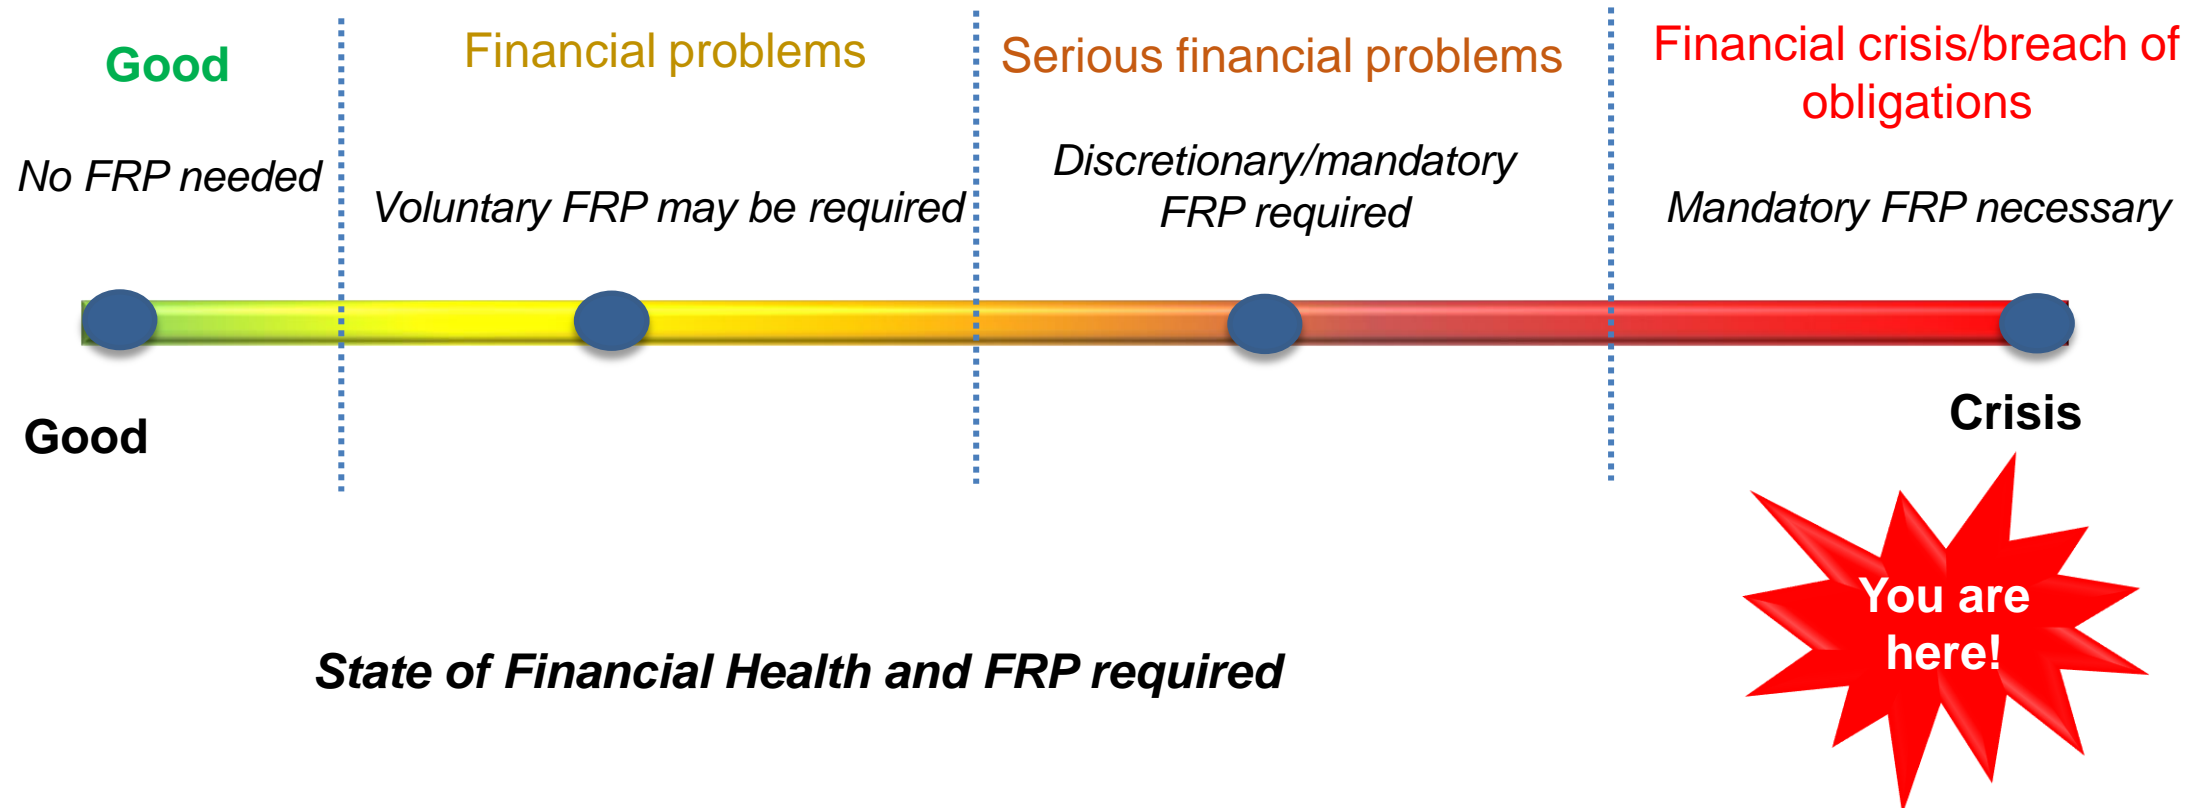 Good
No FRP needed
Financial problems
Voluntary FRP may be required
Serious financial problems
Discretionary/mandatory
FRP required
Financial crisis/breach of
obligations
Mandatory FRP necessary
Good
Crisis
You are
here!
State of Financial Health and FRP required